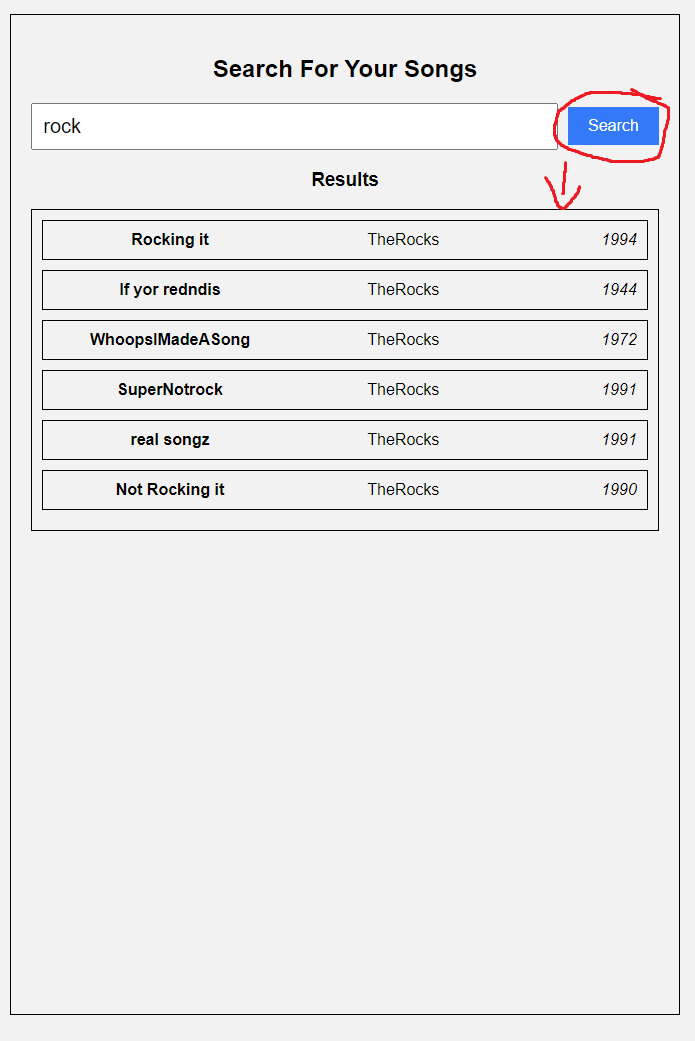 Search For Your Songs
rock Search
Results
Rocking it TheRocks 1994
If yor redndis TheRocks 1944
WhoopsIMadeASong TheRocks 1972
SuperNotrock TheRocks 1991
real songz TheRocks 1991
Not Rocking it TheRocks 1990